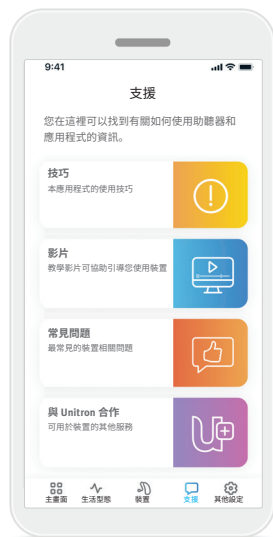 9:41
支援
您在這裡可以找到有關如何使用助聽器和
應用程式的資訊。
技巧
本應用程式的使用技巧
影片
教學影片可協助引導您使用裝置
常見問題
最常見的裝置相關問題
與 Unitron 合作
可用於裝置的其他服務
主畫面 生活型態 裝置 支援 其他設定